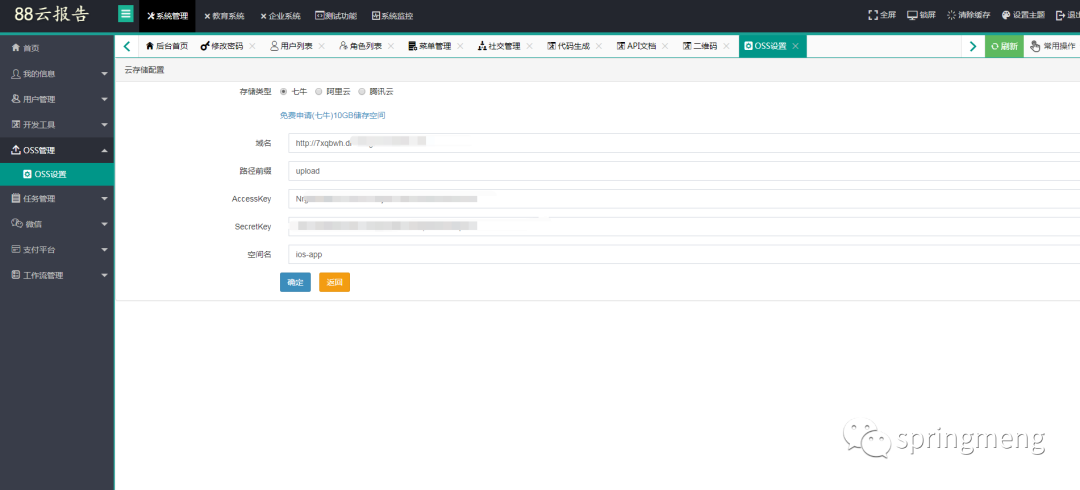 88云报告
系统管理 教育系统 企业系统 测试功能 系统监控
全屏 锁屏 清除缓存 设置主题 退出
后台首页 修改密码 用户列表 角色列表 菜单管理 社交管理 代码生成 API文档 二维码 OSS设置
刷新 常用操作
首页
我的信息
用户管理
开发工具
OSS管理
OSS设置
任务管理
微信
支付平台
工作流管理
云存储配置
存储类型 七牛 阿里云 腾讯云
免费申请(七牛)10GB储存空间
域名 http://7xqbwh.d
路径前缀 upload
AccessKey Nrg
SecretKey
空间名 ios-app
确定 返回
springmeng